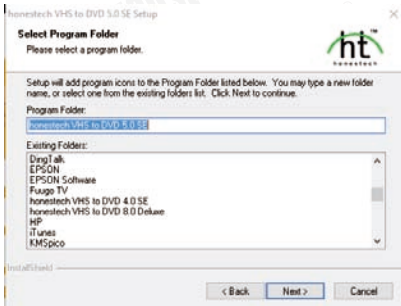 honestech VHS to DVD 5.0 SE Setup
Select Program Folder
Please select a program folder.
ht
honestech
Setup will add program icons to the Program Folder listed below. You may type a new folder
name, or select one from the existing folders list. Click Next to continue.
Program Folder:
honestech VHS to DVD 5.0 SE
Existing Folders:
DingTalk
EPSON
EPSON Software
Fuugo TV
honestech VHS to DVD 4.0 SE
honestech VHS to DVD 8.0 Deluxe
HP
iTunes
KMSpico
InstallShield
< Back
Next >
Cancel